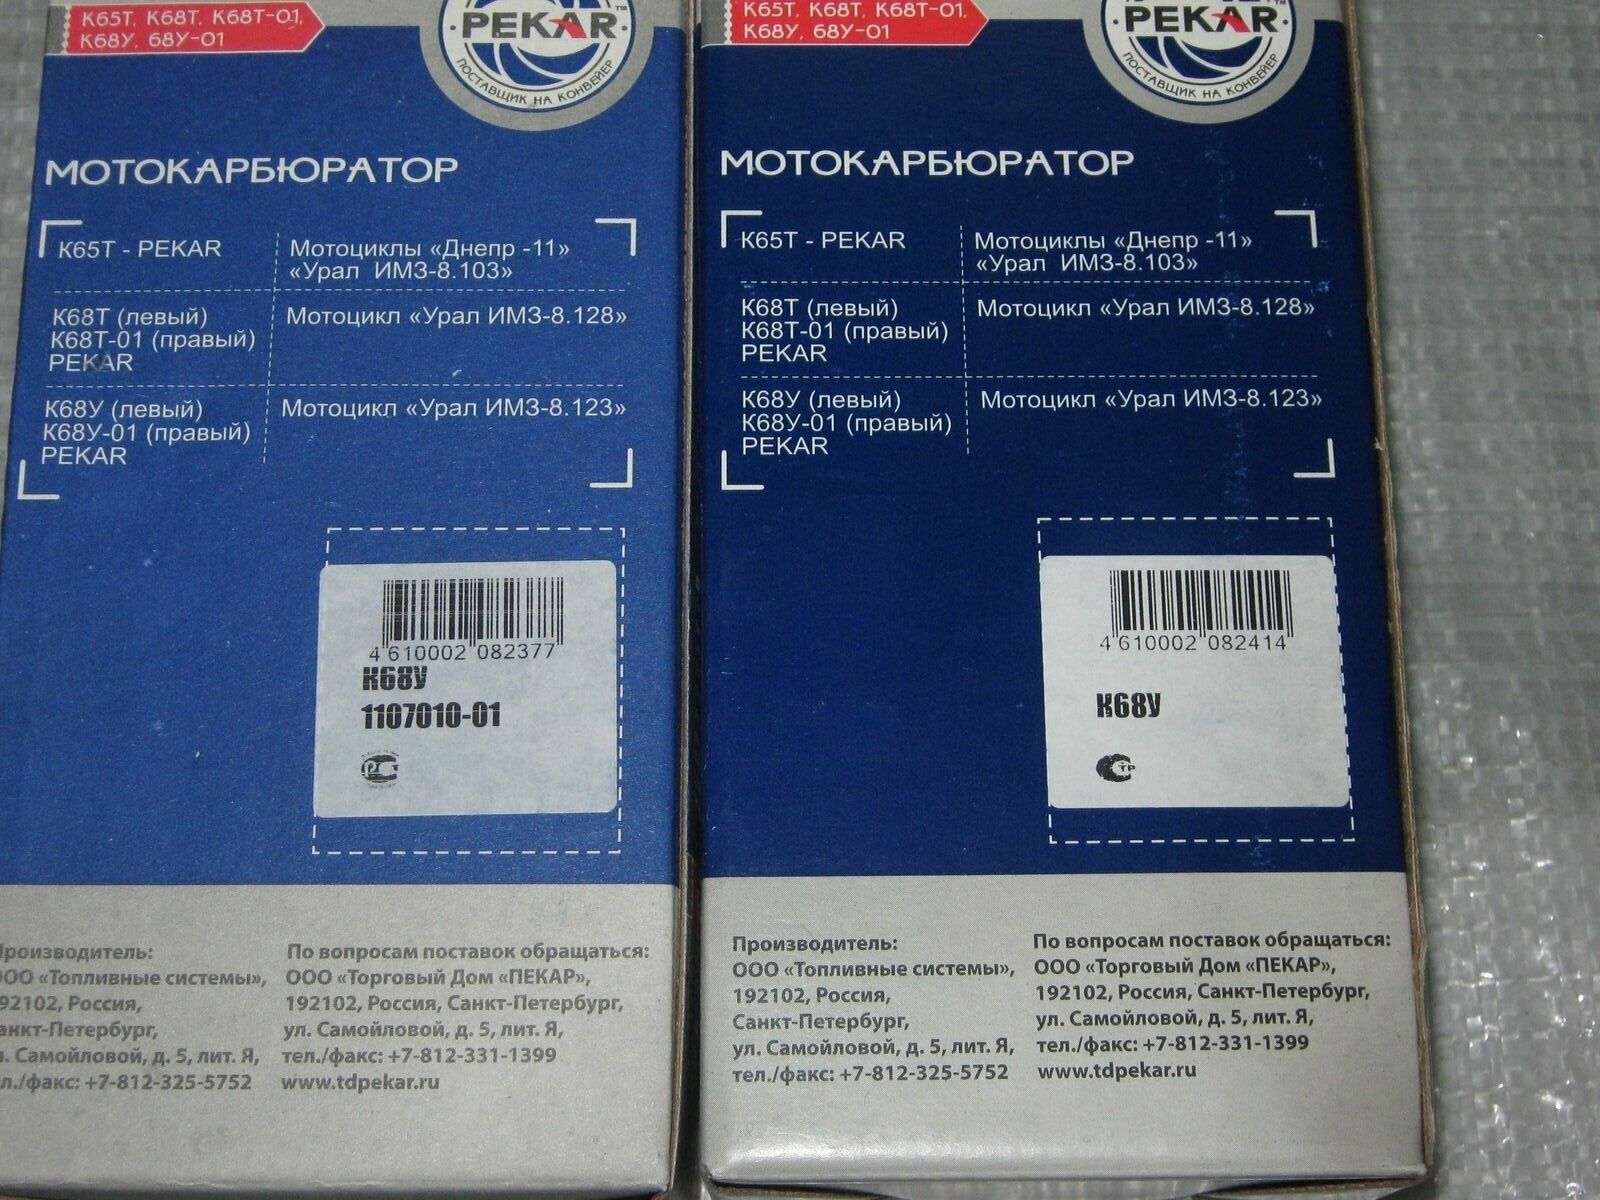 К65Т, К68Т, К68Т-01,
К68У, 68У-01
PEKAR™
ПОСТАВЩИК НА КОНВЕЙЕР
МОТОКАРБЮРАТОР
К65Т - PEKAR
Мотоциклы «Днепр -11»
«Урал ИМЗ-8.103»
К68Т (левый)
К68Т-01 (правый)
PEKAR
Мотоцикл «Урал ИМЗ-8.128»
К68У (левый)
К68У-01 (правый)
PEKAR
Мотоцикл «Урал ИМЗ-8.123»
4 610002 082377
К68У
1107010-01
Производитель:
ООО «Топливные системы»,
192102, Россия,
Санкт-Петербург,
ул. Самойловой, д. 5, лит. Я,
тел./факс: +7-812-325-5752
По вопросам поставок обращаться:
ООО «Торговый Дом «ПЕКАР»,
192102, Россия, Санкт-Петербург,
ул. Самойловой, д. 5, лит. Я,
тел./факс: +7-812-331-1399
www.tdpekar.ru
К65Т, К68Т, К68Т-01,
К68У, 68У-01
PEKAR™
ПОСТАВЩИК НА КОНВЕЙЕР
МОТОКАРБЮРАТОР
К65Т - PEKAR
Мотоциклы «Днепр -11»
«Урал ИМЗ-8.103»
К68Т (левый)
К68Т-01 (правый)
PEKAR
Мотоцикл «Урал ИМЗ-8.128»
К68У (левый)
К68У-01 (правый)
PEKAR
Мотоцикл «Урал ИМЗ-8.123»
4 610002 082414
К68У
Производитель:
ООО «Топливные системы»,
192102, Россия,
Санкт-Петербург,
ул. Самойловой, д. 5, лит. Я,
тел./факс: +7-812-325-5752
По вопросам поставок обращаться:
ООО «Торговый Дом «ПЕКАР»,
192102, Россия, Санкт-Петербург,
ул. Самойловой, д. 5, лит. Я,
тел./факс: +7-812-331-1399
www.tdpekar.ru